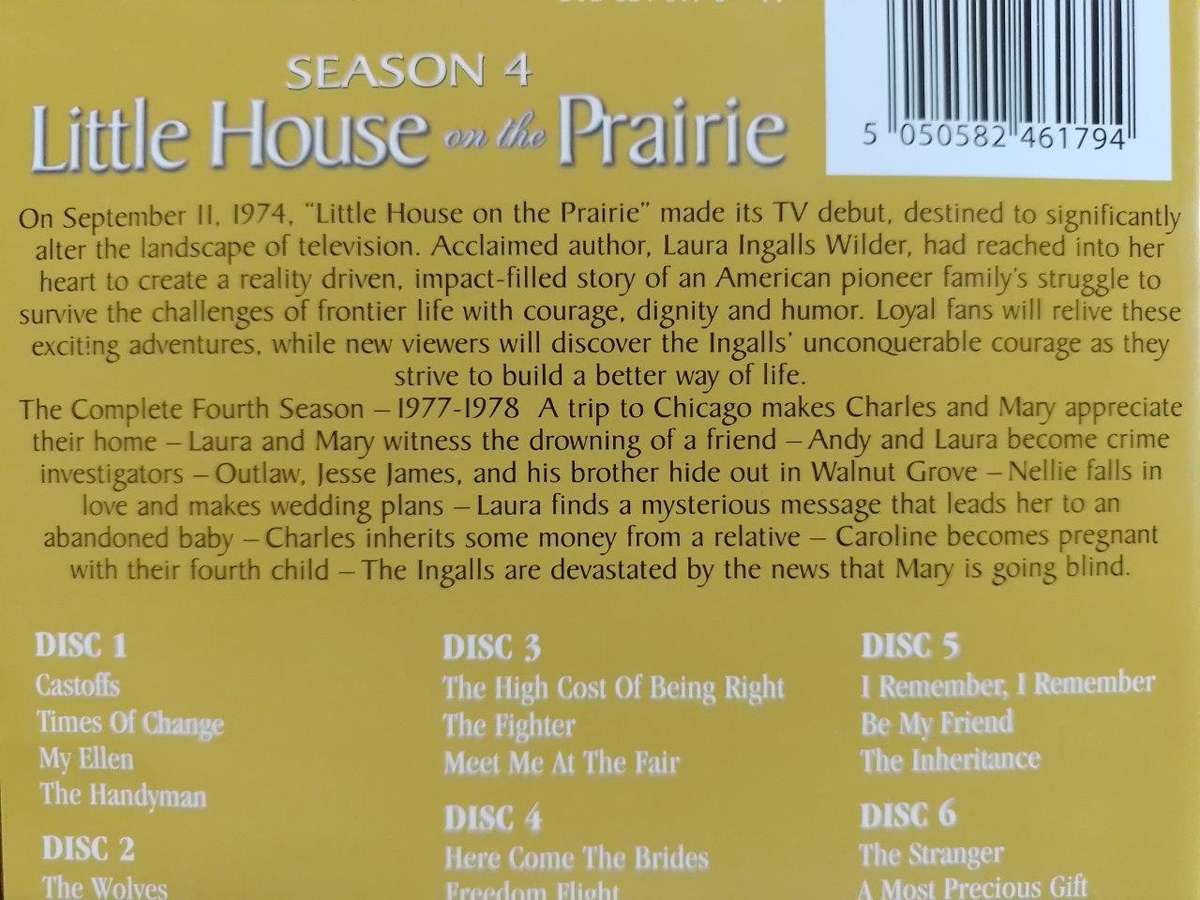 SEASON 4
Little House on the Prairie
5 050582 461794
On September 11, 1974, “Little House on the Prairie” made its TV debut, destined to significantly
alter the landscape of television. Acclaimed author, Laura Ingalls Wilder, had reached into her
heart to create a reality driven, impact-filled story of an American pioneer family's struggle to
survive the challenges of frontier life with courage, dignity and humor. Loyal fans will relive these
exciting adventures, while new viewers will discover the Ingalls' unconquerable courage as they
strive to build a better way of life.
The Complete Fourth Season – 1977-1978 A trip to Chicago makes Charles and Mary appreciate
their home – Laura and Mary witness the drowning of a friend – Andy and Laura become crime
investigators – Outlaw, Jesse James, and his brother hide out in Walnut Grove – Nellie falls in
love and makes wedding plans – Laura finds a mysterious message that leads her to an
abandoned baby – Charles inherits some money from a relative – Caroline becomes pregnant
with their fourth child – The Ingalls are devastated by the news that Mary is going blind.
DISC 1
Castoffs
Times Of Change
My Ellen
The Handyman
DISC 2
The Wolves
DISC 3
The High Cost Of Being Right
The Fighter
Meet Me At The Fair
DISC 4
Here Come The Brides
Freedom Flight
DISC 5
I Remember, I Remember
Be My Friend
The Inheritance
DISC 6
The Stranger
A Most Precious Gift